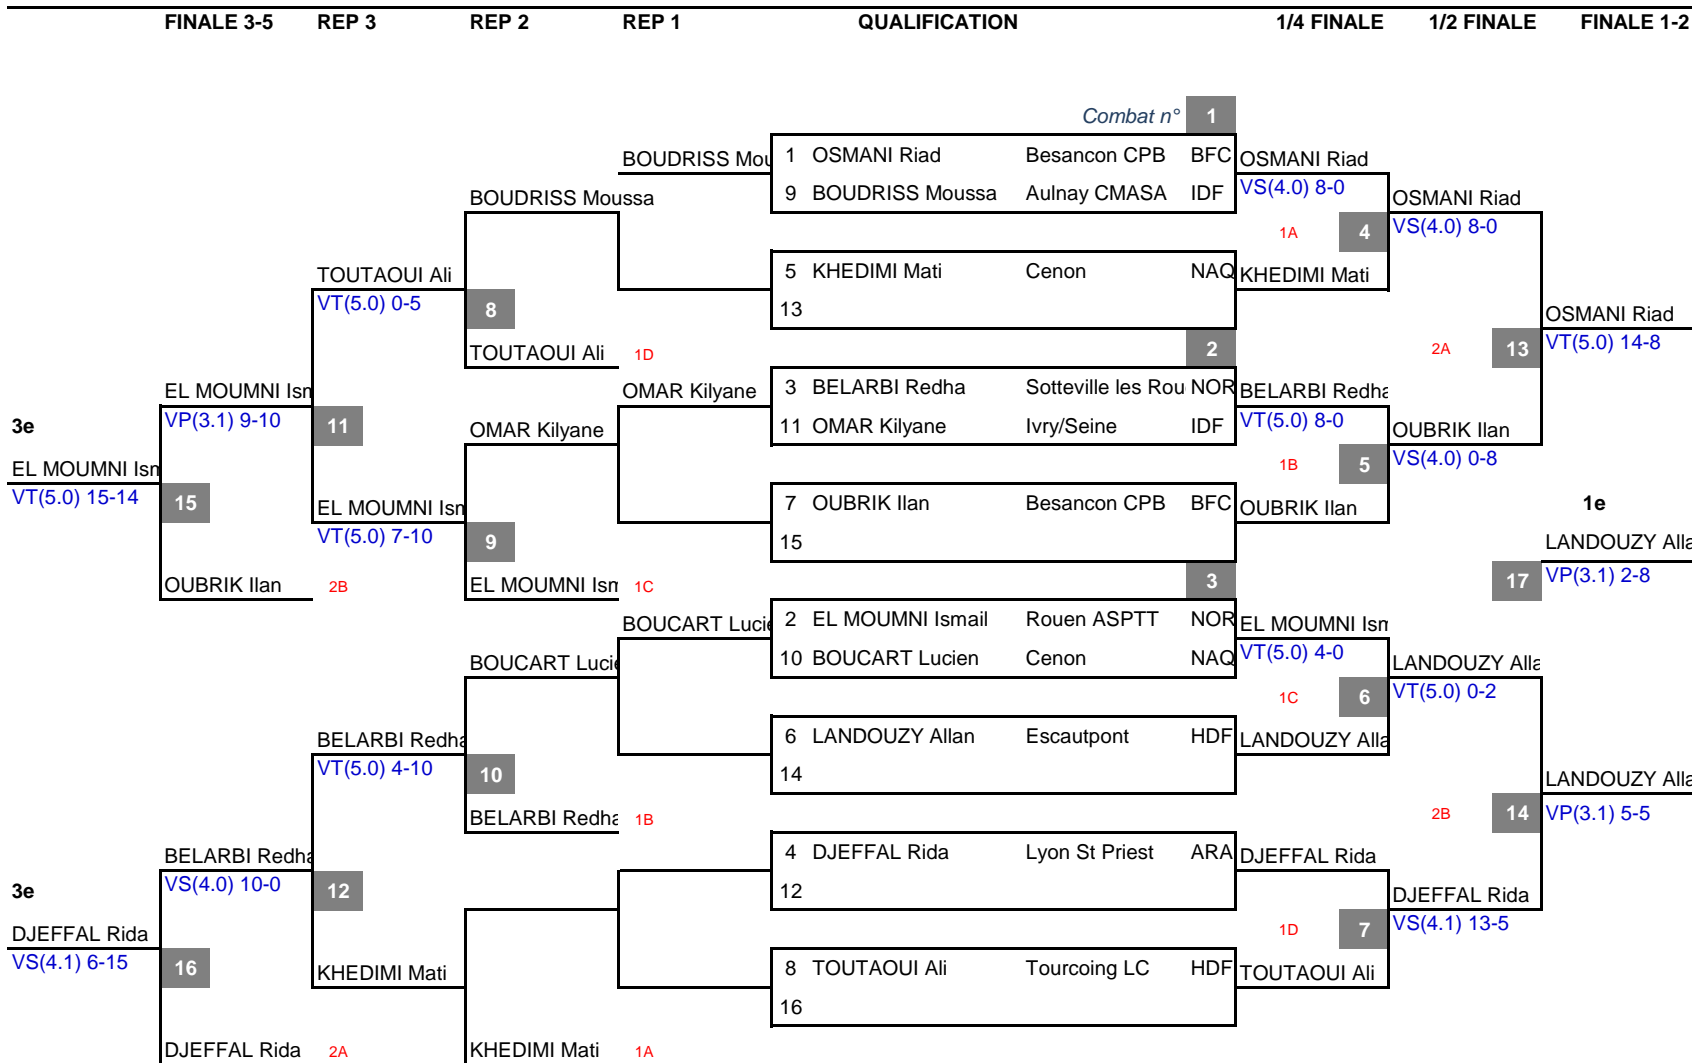 FINALE 3-5 REP 3 REP 2 REP 1 QUALIFICATION 1/4 FINALE 1/2 FINALE FINALE 1-2
Combat n° 1
BOUDRISS Mou 1 OSMANI Riad Besancon CPB BFC OSMANI Riad
BOUDRISS Moussa 9 BOUDRISS Moussa Aulnay CMASA IDF VS(4.0) 8-0 OSMANI Riad
1A 4 VS(4.0) 8-0
TOUTAOUI Ali 5 KHEDIMI Mati Cenon NAQ KHEDIMI Mati
VT(5.0) 0-5 8 13 OSMANI Riad
TOUTAOUI Ali 1D 2 2A 13 VT(5.0) 14-8
EL MOUMNI Ism OMAR Kilyane 3 BELARBI Redha Sotteville les Rou NOR BELARBI Redha
3e VP(3.1) 9-10 11 OMAR Kilyane 11 OMAR Kilyane Ivry/Seine IDF VT(5.0) 8-0 OUBRIK Ilan
EL MOUMNI Ism 1B 5 VS(4.0) 0-8
VT(5.0) 15-14 15 EL MOUMNI Ism 7 OUBRIK Ilan Besancon CPB BFC OUBRIK Ilan 1e
VT(5.0) 7-10 9 15 LANDOUZY Alla
OUBRIK Ilan 2B EL MOUMNI Ism 1C 3 17 VP(3.1) 2-8
BOUCART Lucie 2 EL MOUMNI Ismail Rouen ASPTT NOR EL MOUMNI Ism
BOUCART Lucie 10 BOUCART Lucien Cenon NAQ VT(5.0) 4-0 LANDOUZY Alla
1C 6 VT(5.0) 0-2
BELARBI Redha 6 LANDOUZY Allan Escautpont HDF LANDOUZY Alla
VT(5.0) 4-10 10 14 LANDOUZY Alla
BELARBI Redha 1B 2B 14 VP(3.1) 5-5
BELARBI Redha 4 DJEFFAL Rida Lyon St Priest ARA DJEFFAL Rida
3e VS(4.0) 10-0 12 12 DJEFFAL Rida
DJEFFAL Rida 1D 7 VS(4.1) 13-5
VS(4.1) 6-15 16 KHEDIMI Mati 8 TOUTAOUI Ali Tourcoing LC HDF TOUTAOUI Ali
16
DJEFFAL Rida 2A KHEDIMI Mati 1A